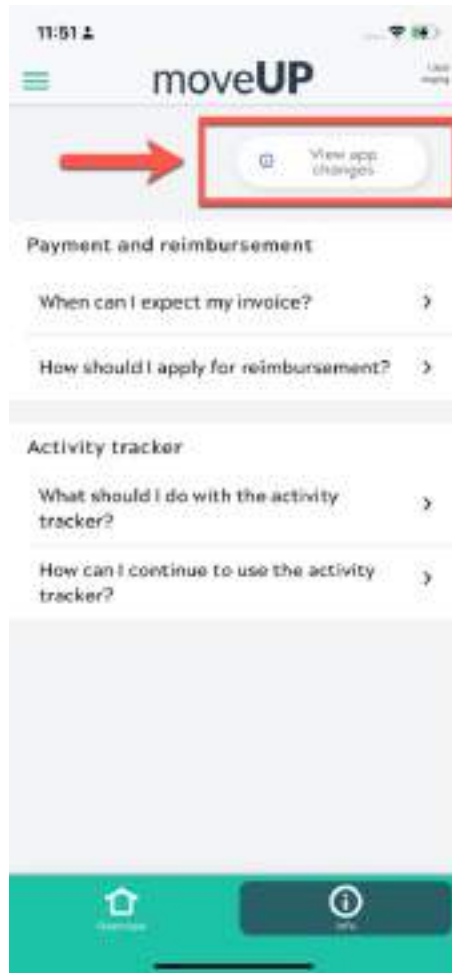 11:51
moveUP
View app
changes
Payment and reimbursement
When can I expect my invoice?
How should I apply for reimbursement?
Activity tracker
What should I do with the activity
tracker?
How can I continue to use the activity
tracker?